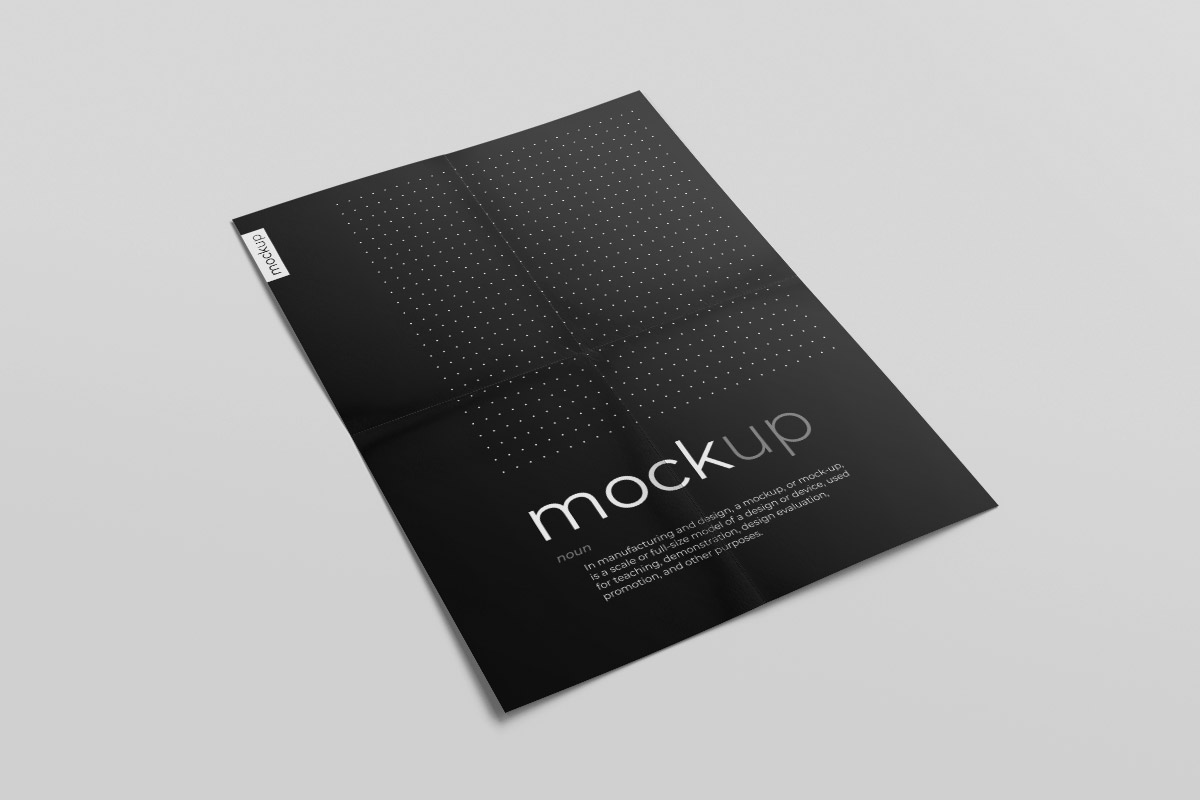 mockup
mockup
noun
In manufacturing and design, a mockup, or mock-up,
is a scale or full-size model of a design or device, used
for teaching, demonstration, design evaluation,
promotion, and other purposes.